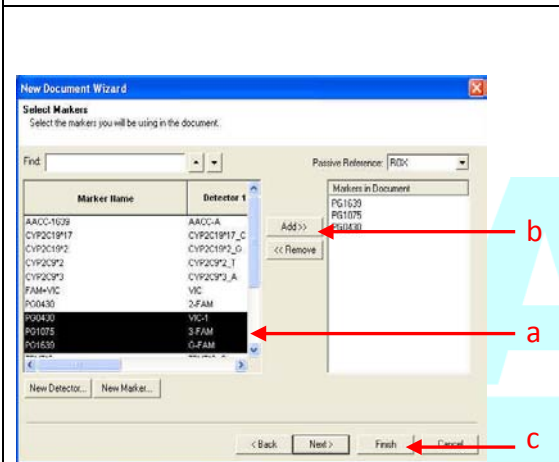 New Document Wizard
Select Markers
Select the markers you will be using in the document.
Find:
Passive Reference: ROX
Marker Name Detector 1
AACC-1639 AACC-A
CYP2C19*17 CYP2C19*17_C
CYP2C19*2 CYP2C19*2_G
CYP2C9*2 CYP2C9*2_T
CYP2C9*3 CYP2C9*3_A
FAM+VIC VIC
PG0430 2-FAM
PG0430 VIC-1
PG1075 3-FAM
PG1639 G-FAM
Add>>
<< Remove
Markers in Document
PG1639
PG1075
PG0430
b
a
New Detector... New Marker...
< Back Next > Finish Cancel
c